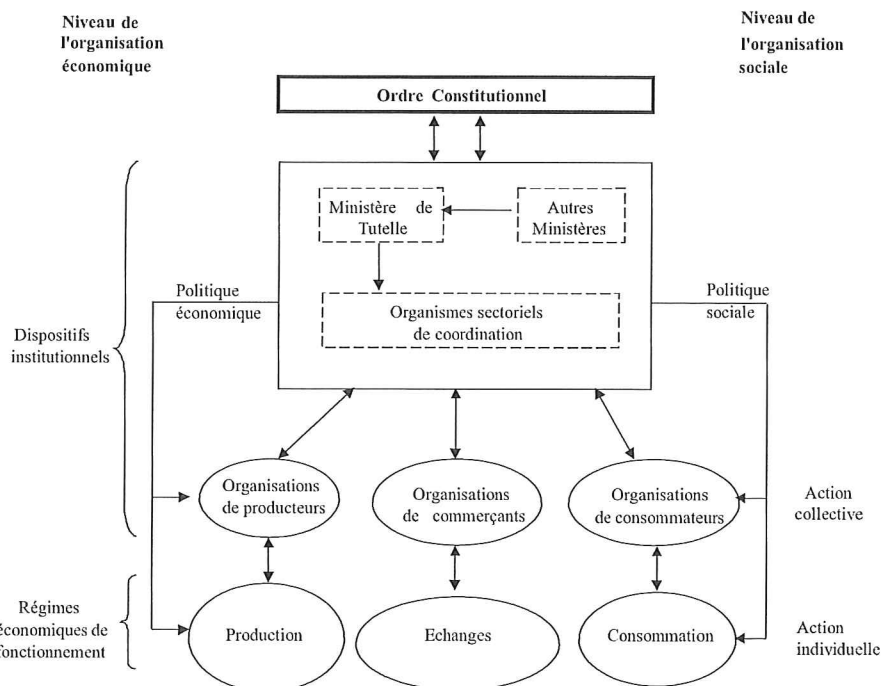 Niveau de
l'organisation
économique
Niveau de
l'organisation
sociale
Ordre Constitutionnel
Ministère de
Tutelle
Autres
Ministères
Politique
économique
Organismes sectoriels
de coordination
Politique
sociale
Dispositifs
institutionnels
Organisations
de producteurs
Organisations
de commerçants
Organisations
de consommateurs
Action
collective
Régimes
économiques de
fonctionnement
Production
Echanges
Consommation
Action
individuelle